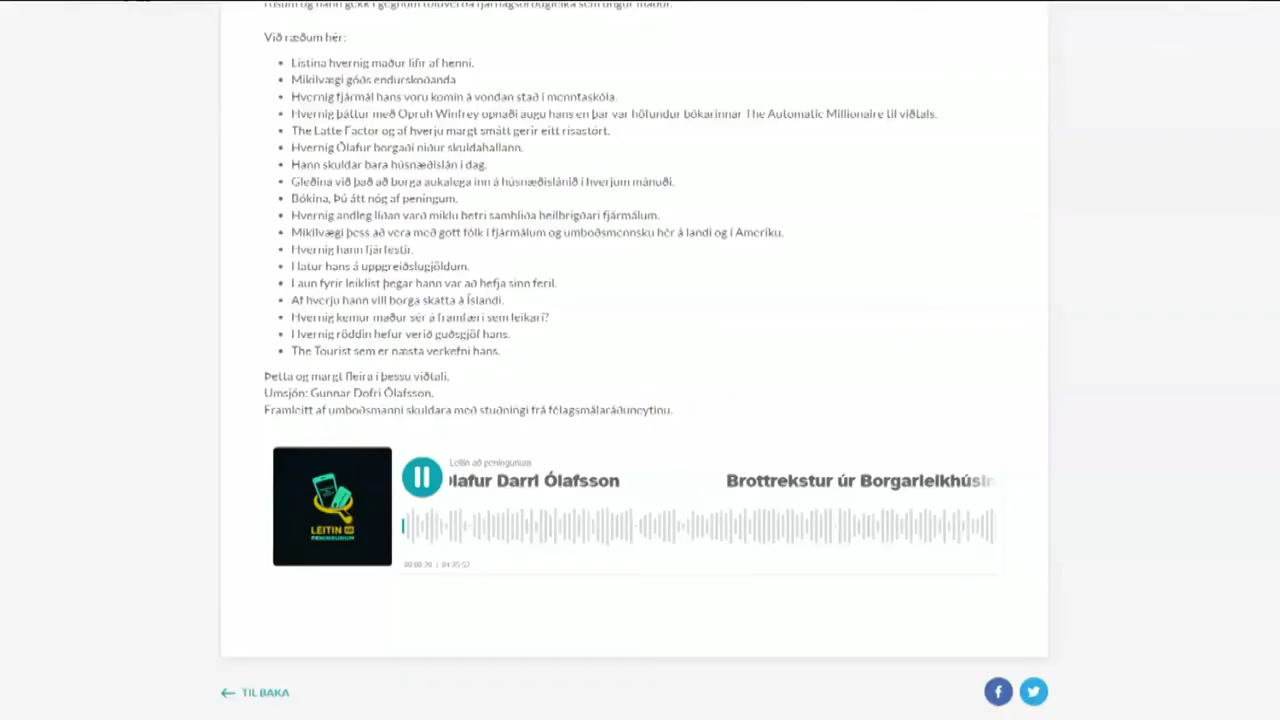 Við ræðum hér:
Listina hvernig maður lifir af henni.
Mikilvægi góðs endurskoðanda
Hvernig fjármál hans voru komin á vondan stað í menntaskóla.
Hvernig þáttur með Opruh Winfrey opnaði augu hans en þar var höfundur bókarinnar The Automatic Millionaire til viðtals.
The Latte Factor og af hverju margt smátt gerir eitt risastórt.
Hvernig Ólafur borgaði niður skuldahallann.
Hann skuldar bara húsnæðislán í dag.
Gleðina við það að borga aukalega inn á húsnæðislánið í hverjum mánuði.
Bókina, Þú átt nóg af peningum.
Hvernig andleg líðan varð miklu betri samhliða heilbrigðari fjármálum.
Mikilvægi þess að vera með gott fólk í fjármálum og umboðsmennsku hér á landi og í Ameríku.
Hvernig hann fjárfestir.
Hatur hans á uppgreiðslugjöldum.
Laun fyrir leiklist þegar hann var að hefja sinn feril.
Af hverju hann vill borga skatta á Íslandi.
Hvernig kemur maður sér á framfæri sem leikari?
Hvernig röddin hefur verið guðsgjöf hans.
The Tourist sem er næsta verkefni hans.
Þetta og margt fleira í þessu viðtali.
Umsjón: Gunnar Dofri Ólafsson.
Framleitt af umboðsmanni skuldara með stuðningi frá félagsmálaráðuneytinu.
Leitin að peningunum
lafur Darri Ólafsson Brottrekstur úr Borgarleikhúsin
LEITIN AÐ
PENINGUNUM
TIL BAKA